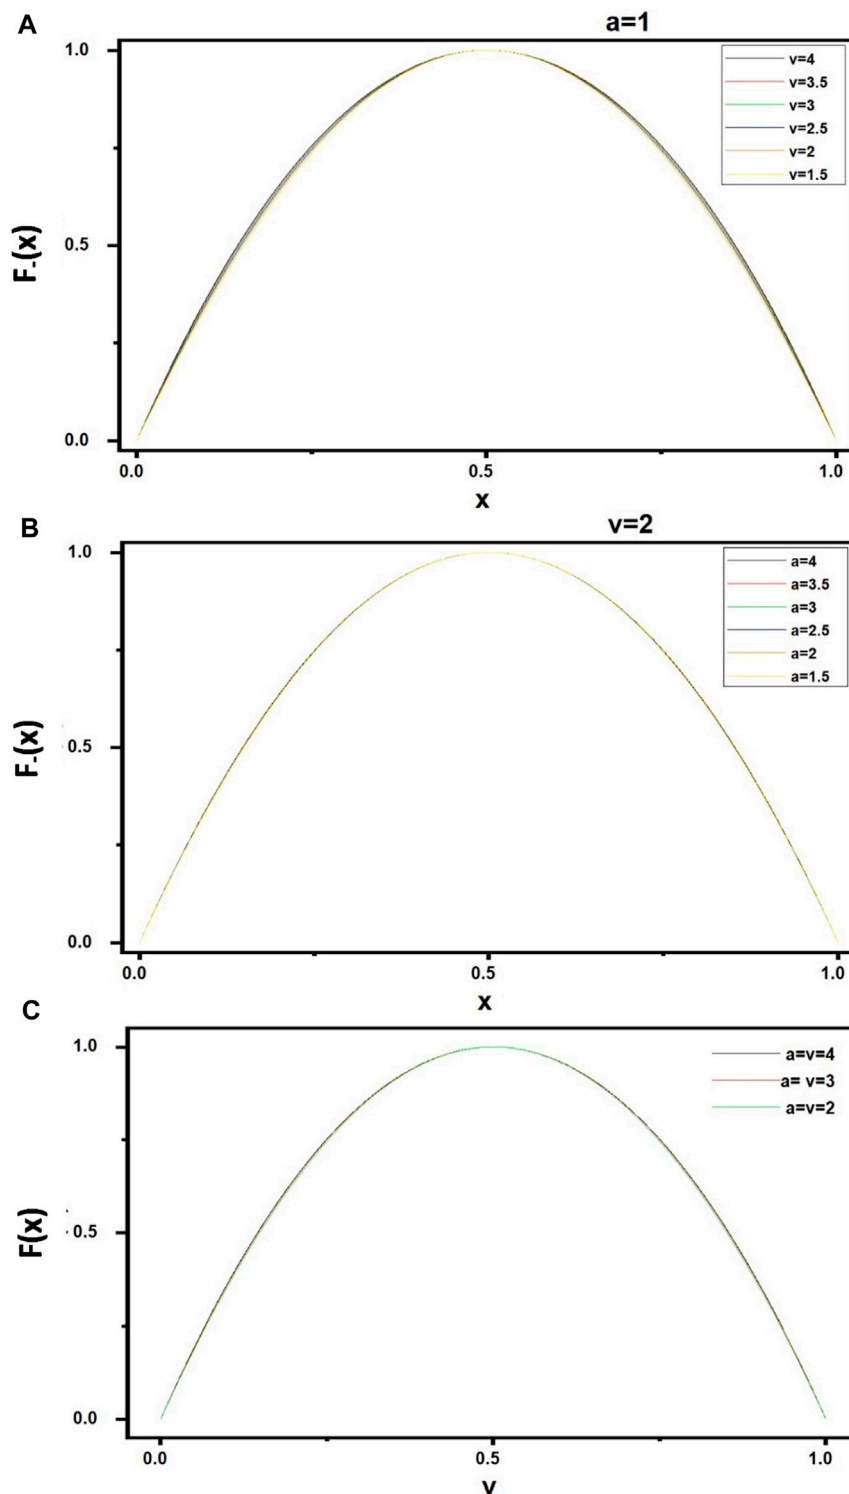 A
a=1
1.0
v=4
v=3.5
v=3
v=2.5
v=2
v=1.5
F-(x)
0.5
0.0
0.0 0.5 1.0
x
B
v=2
1.0
a=4
a=3.5
a=3
a=2.5
a=2
a=1.5
F-(x)
0.5
0.0
0.0 0.5 1.0
x
C
1.0
a=v=4
a= v=3
a=v=2
F(x)
0.5
0.0
0.0 0.5 1.0
v